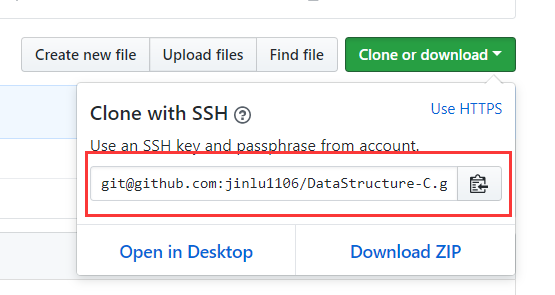 Create new file Upload files Find file Clone or download
Clone with SSH ?
Use HTTPS
Use an SSH key and passphrase from account.
git@github.com:jinlu1106/DataStructure-C.g
Open in Desktop Download ZIP